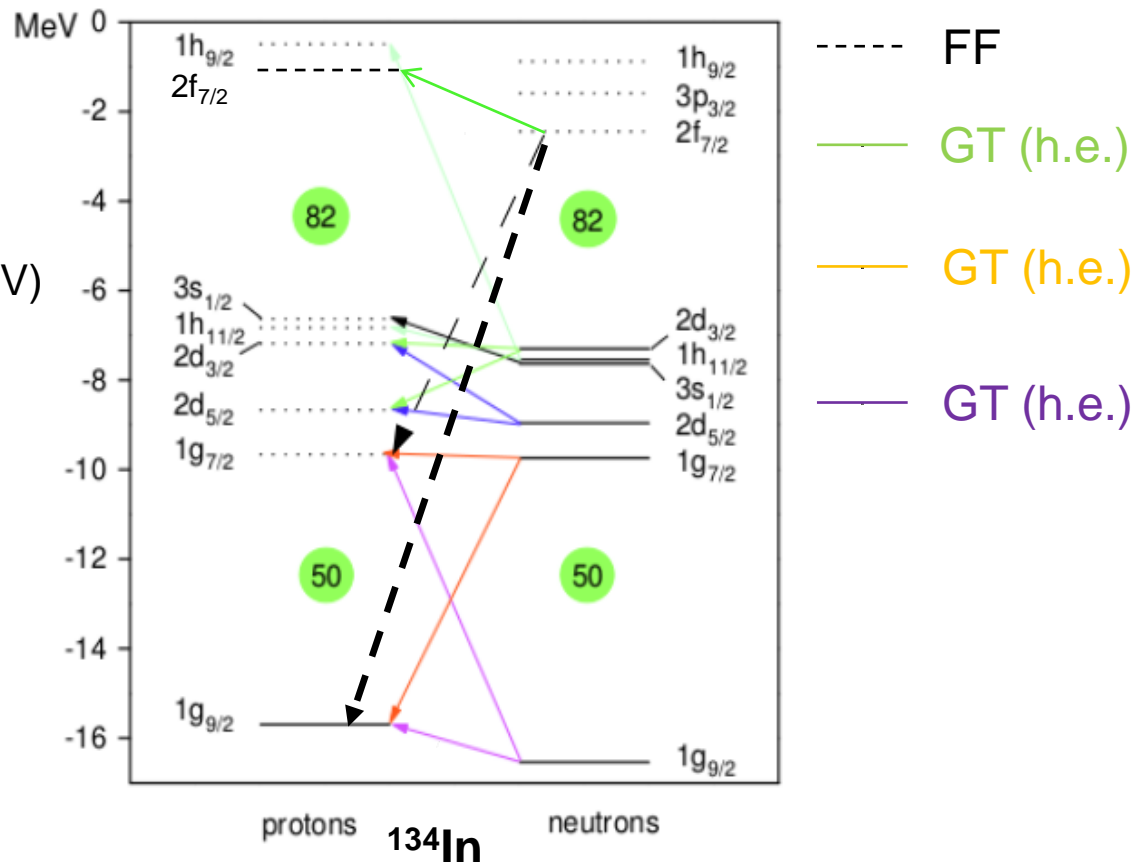 MeV 0
-2
-4
-6
-8
-10
-12
-14
-16
V)
1h9/2
2f7/2
82
3s1/2
1h11/2
2d3/2
2d5/2
1g7/2
50
1g9/2
1h9/2
3p3/2
2f7/2
82
2d3/2
1h11/2
3s1/2
2d5/2
1g7/2
50
1g9/2
protons
neutrons
134In
FF
GT (h.e.)
GT (h.e.)
GT (h.e.)